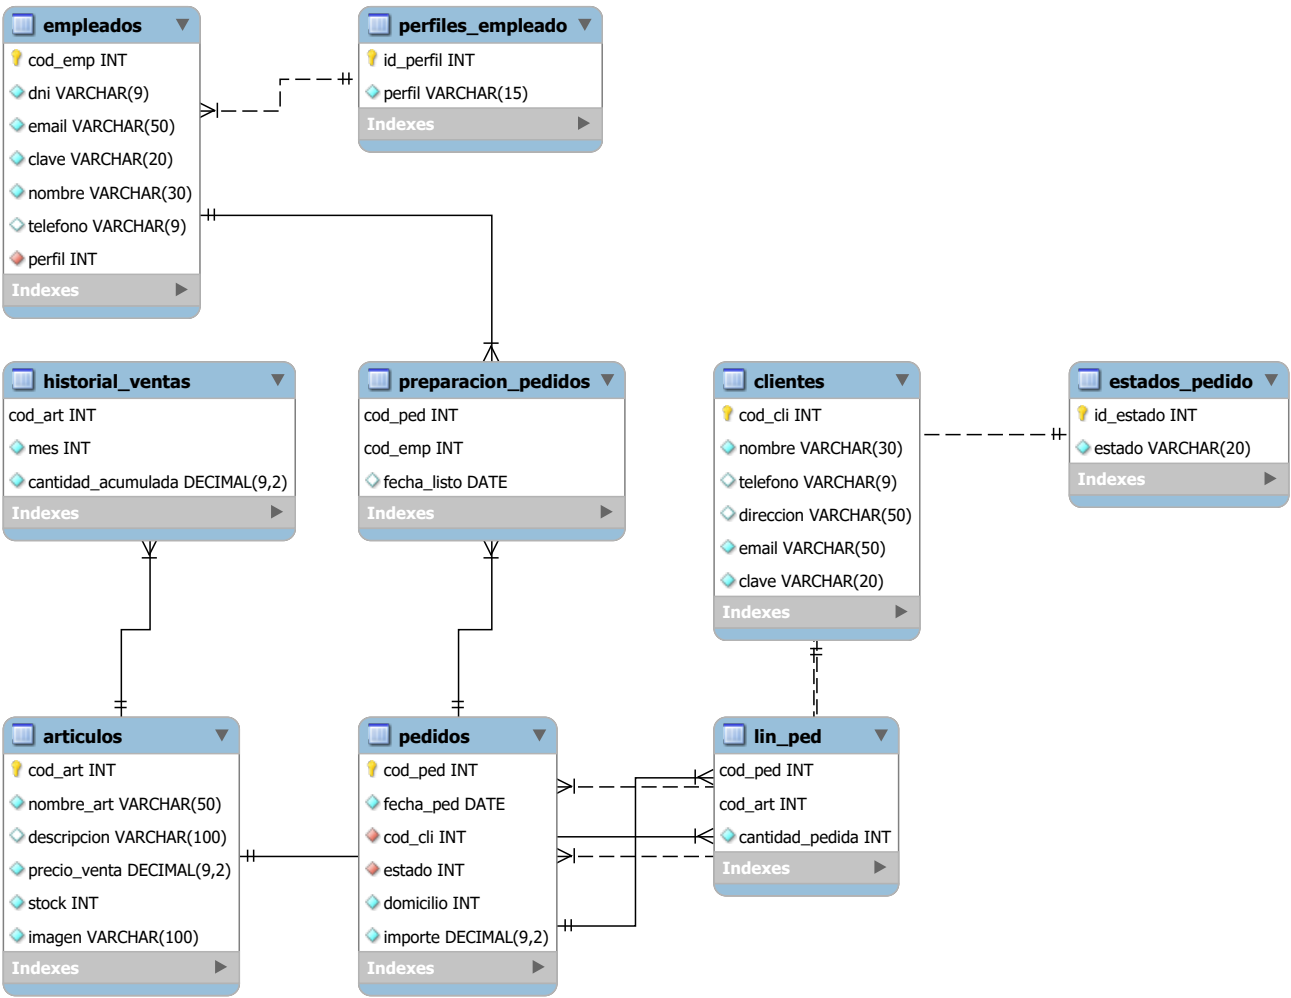 empleados
cod_emp INT
dni VARCHAR(9)
email VARCHAR(50)
clave VARCHAR(20)
nombre VARCHAR(30)
telefono VARCHAR(9)
perfil INT
Indexes
perfiles_empleado
id_perfil INT
perfil VARCHAR(15)
Indexes
historial_ventas
cod_art INT
mes INT
cantidad_acumulada DECIMAL(9,2)
Indexes
preparacion_pedidos
cod_ped INT
cod_emp INT
fecha_listo DATE
Indexes
clientes
cod_cli INT
nombre VARCHAR(30)
telefono VARCHAR(9)
direccion VARCHAR(50)
email VARCHAR(50)
clave VARCHAR(20)
Indexes
estados_pedido
id_estado INT
estado VARCHAR(20)
Indexes
articulos
cod_art INT
nombre_art VARCHAR(50)
descripcion VARCHAR(100)
precio_venta DECIMAL(9,2)
stock INT
imagen VARCHAR(100)
Indexes
pedidos
cod_ped INT
fecha_ped DATE
cod_cli INT
estado INT
domicilio INT
importe DECIMAL(9,2)
Indexes
lin_ped
cod_ped INT
cod_art INT
cantidad_pedida INT
Indexes